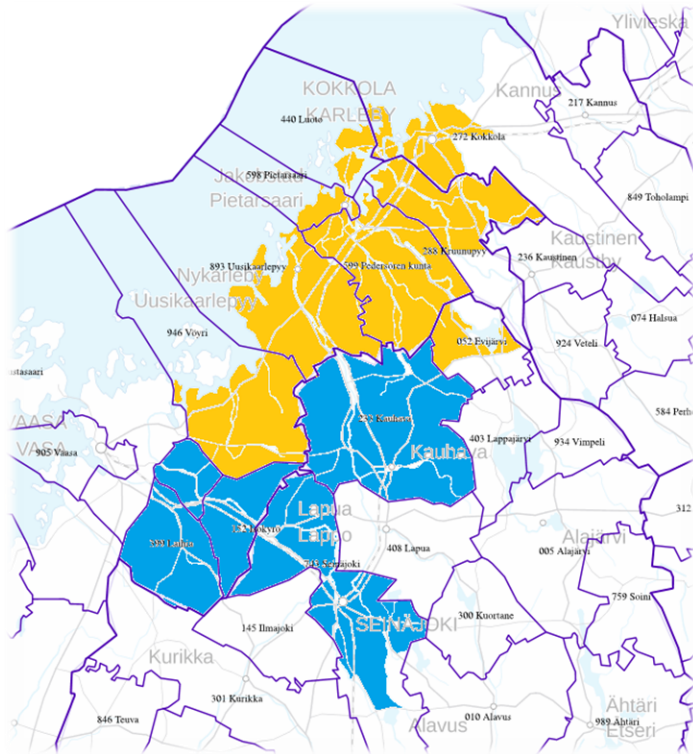 Ylivieska
KOKKOLA
KARLEBY
Kannus
217 Kannus
440 Luoto
272 Kokkola
598 Pietarsaari
Jakobstad
Pietarsaari
849 Toholampi
288 Kruunupyy
Kaustinen
Kaustby
236 Kaustinen
893 Uusikaarlepyy
599 Pedersören kunta
Nykarleby
Uusikaarlepyy
074 Halsua
946 Vöyri
052 Evijärvi
924 Veteli
VAASA
VASA
905 Vaasa
584 Perho
403 Lappajärvi
934 Vimpeli
Kauhava
Lapua
Lappo
312
408 Lapua
Alajärvi
005 Alajärvi
759 Soini
145 Ilmajoki
SEINÄJOKI
300 Kuortane
Kurikka
301 Kurikka
846 Teuva
010 Alavus
Alavus
Ähtäri
989 Ähtäri
Etseri